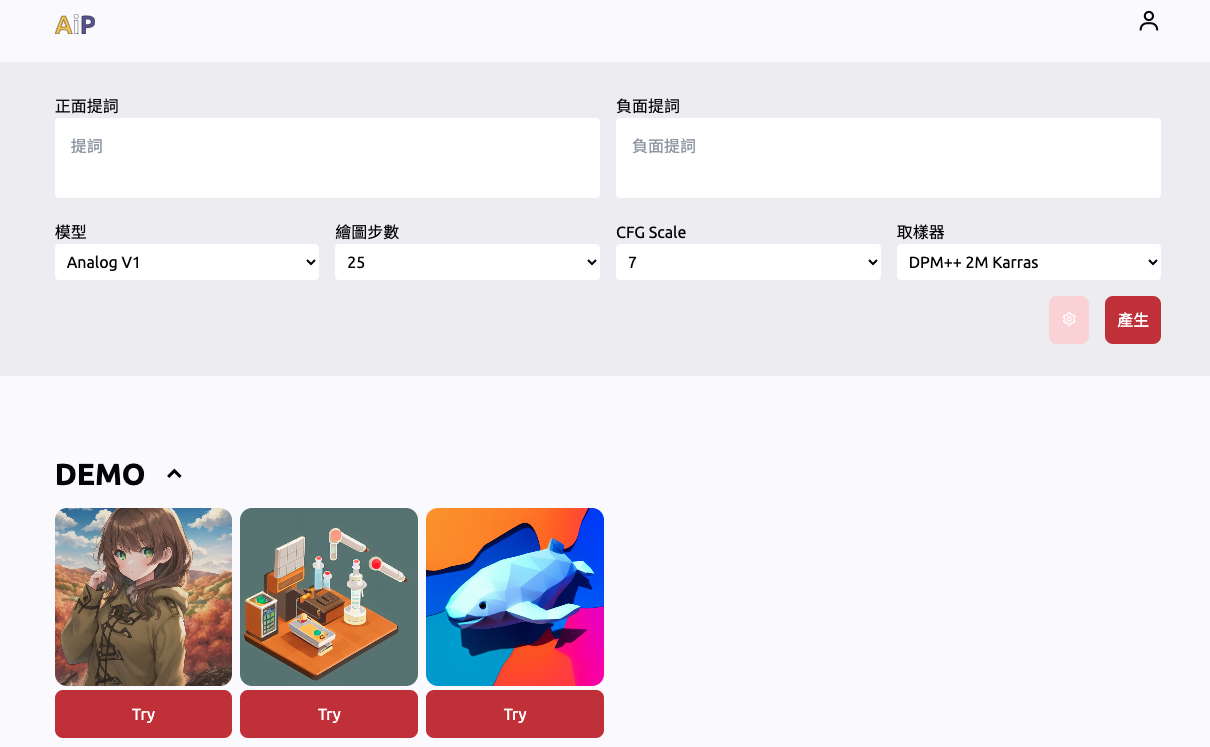 AiP
正面提詞
負面提詞
提詞
負面提詞
模型
繪圖步數
CFG Scale
取樣器
Analog V1
25
7
DPM++ 2M Karras
產生
DEMO
Try
Try
Try